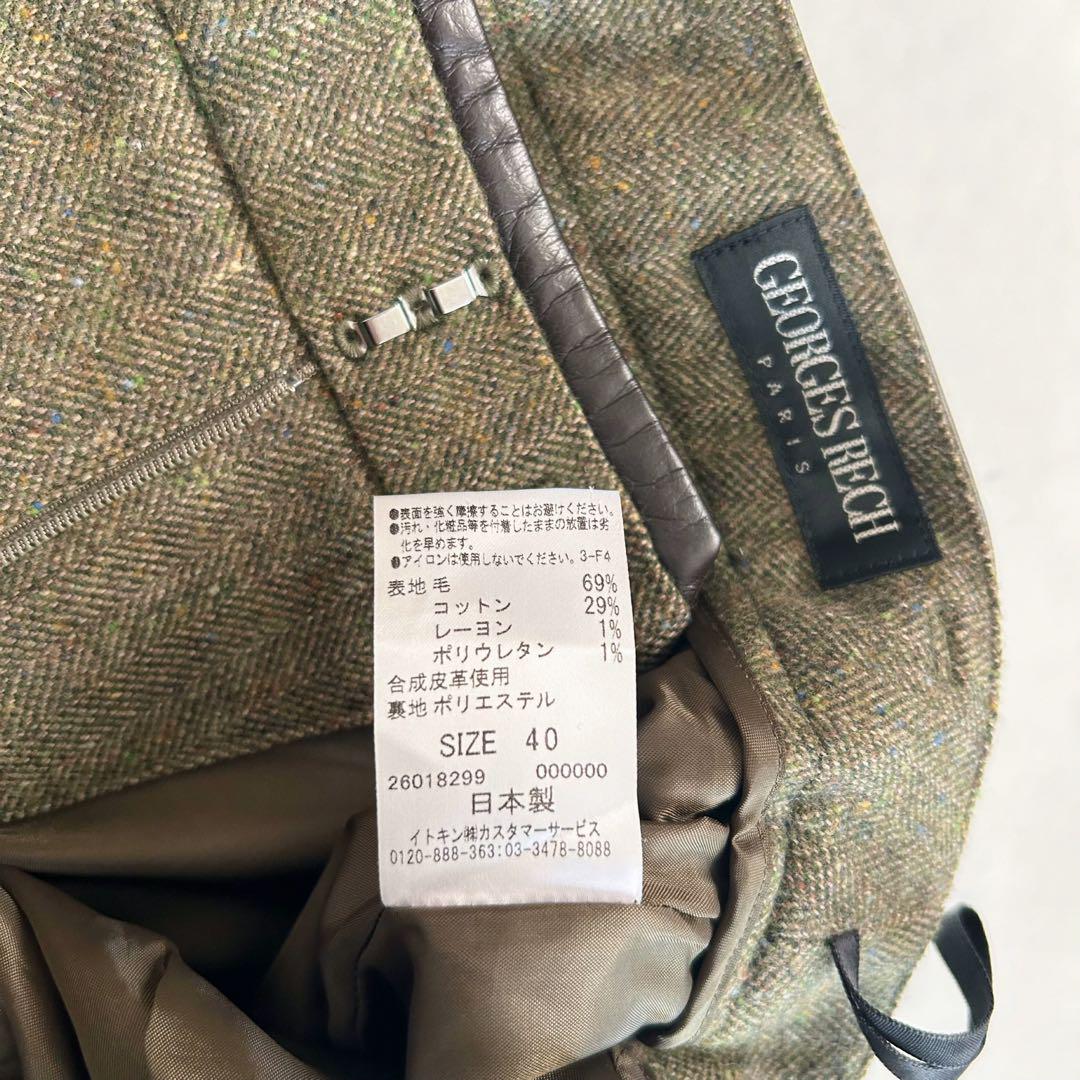 GEORGES RECH
PARIS
●表面を強く摩擦することはお避けください。
●汚れ・化粧品等を付着したままの放置は劣
化を早めます。
●アイロンは使用しないでください。3-F4
表地 毛 69%
コットン 29%
レーヨン 1%
ポリウレタン 1%
合成皮革使用
裏地 ポリエステル
SIZE 40
26018299 000000
日本製
イトキン㈱カスタマーサービス
0120-888-363:03-3478-8088